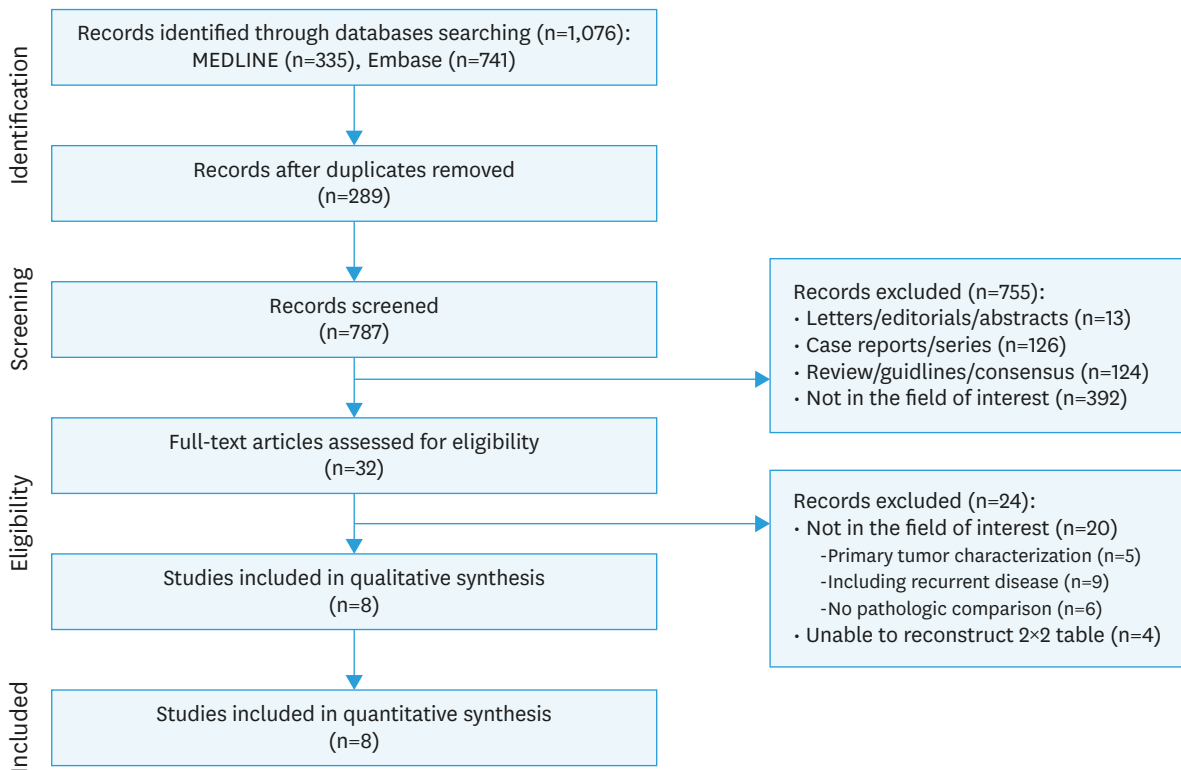 Identification
Records identified through databases searching (n=1,076):
MEDLINE (n=335), Embase (n=741)
Records after duplicates removed
(n=289)
Screening
Records screened
(n=787)
Records excluded (n=755):
· Letters/editorials/abstracts (n=13)
· Case reports/series (n=126)
· Review/guidlines/consensus (n=124)
· Not in the field of interest (n=392)
Eligibility
Full-text articles assessed for eligibility
(n=32)
Records excluded (n=24):
· Not in the field of interest (n=20)
-Primary tumor characterization (n=5)
-Including recurrent disease (n=9)
-No pathologic comparison (n=6)
· Unable to reconstruct 2×2 table (n=4)
Studies included in qualitative synthesis
(n=8)
Included
Studies included in quantitative synthesis
(n=8)